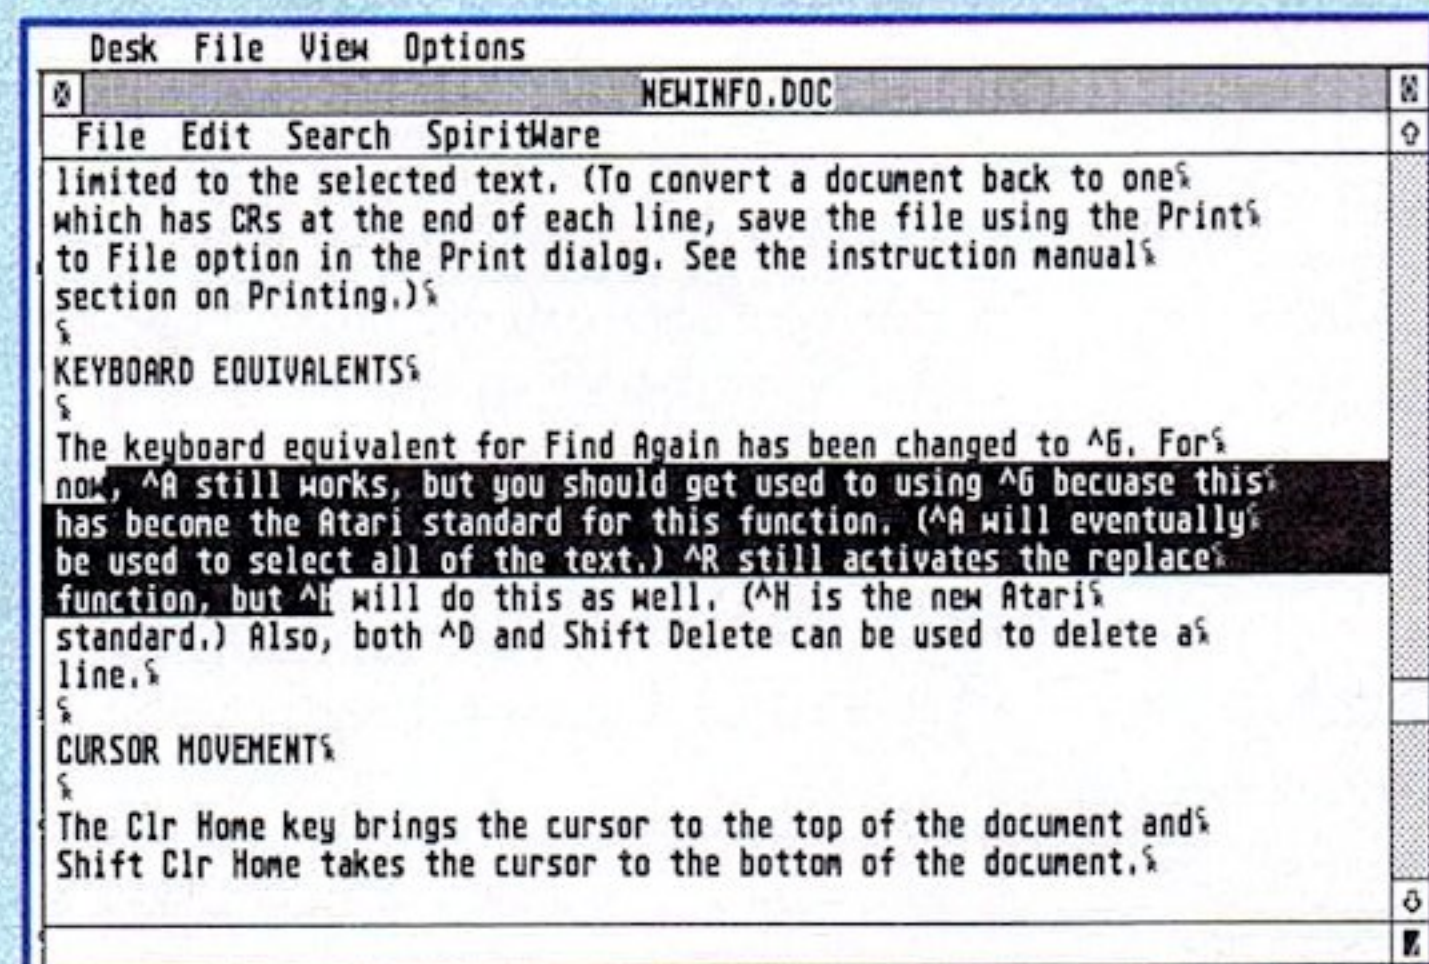 Desk File View Options
NEWINFO.DOC
File Edit Search SpiritWare
limited to the selected text. (To convert a document back to one
which has CRs at the end of each line, save the file using the Print
to File option in the Print dialog. See the instruction manual
section on Printing.)
KEYBOARD EQUIVALENTS
The keyboard equivalent for Find Again has been changed to ^G. For
now, ^A still works, but you should get used to using ^G becuase this
has become the Atari standard for this function. (^A will eventually
be used to select all of the text.) ^R still activates the replace
function, but ^H will do this as well. (^H is the new Atari
standard.) Also, both ^D and Shift Delete can be used to delete a
line.
CURSOR MOVEMENT
The Clr Home key brings the cursor to the top of the document and
Shift Clr Home takes the cursor to the bottom of the document.